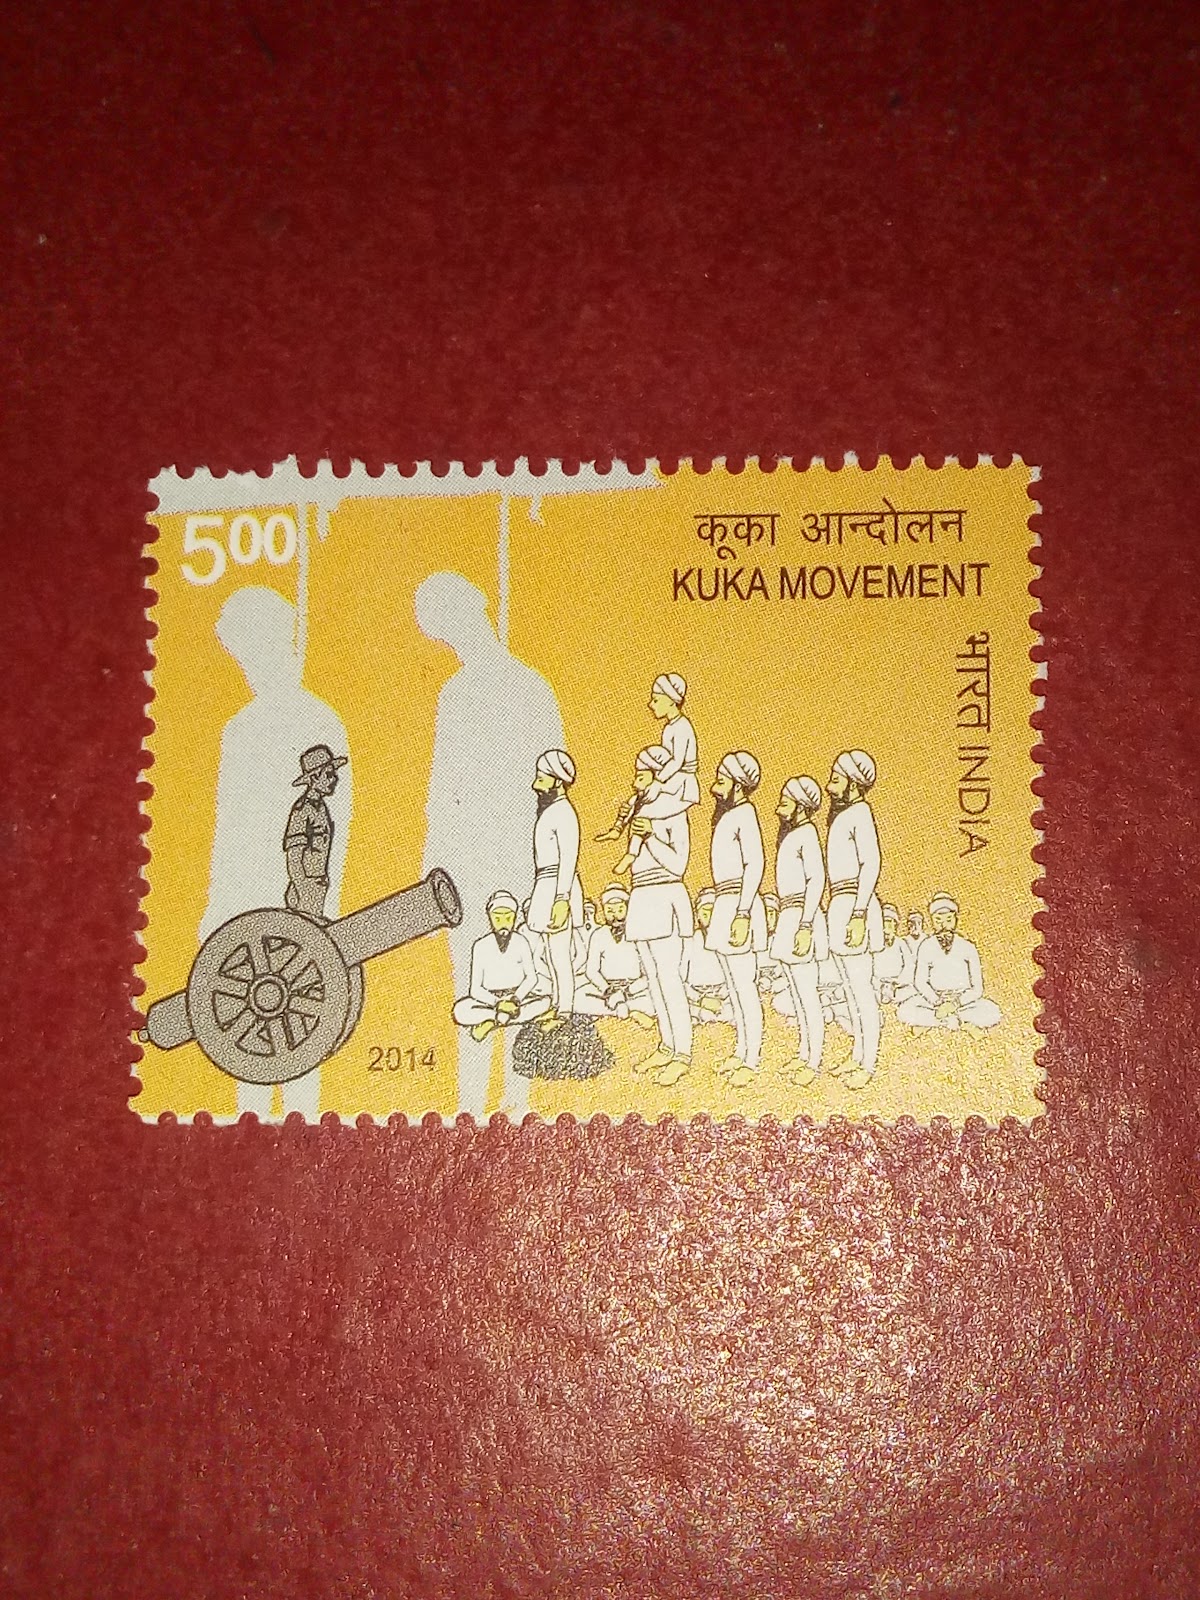 5.00
कूका आन्दोलन
KUKA MOVEMENT
भारत INDIA
2014